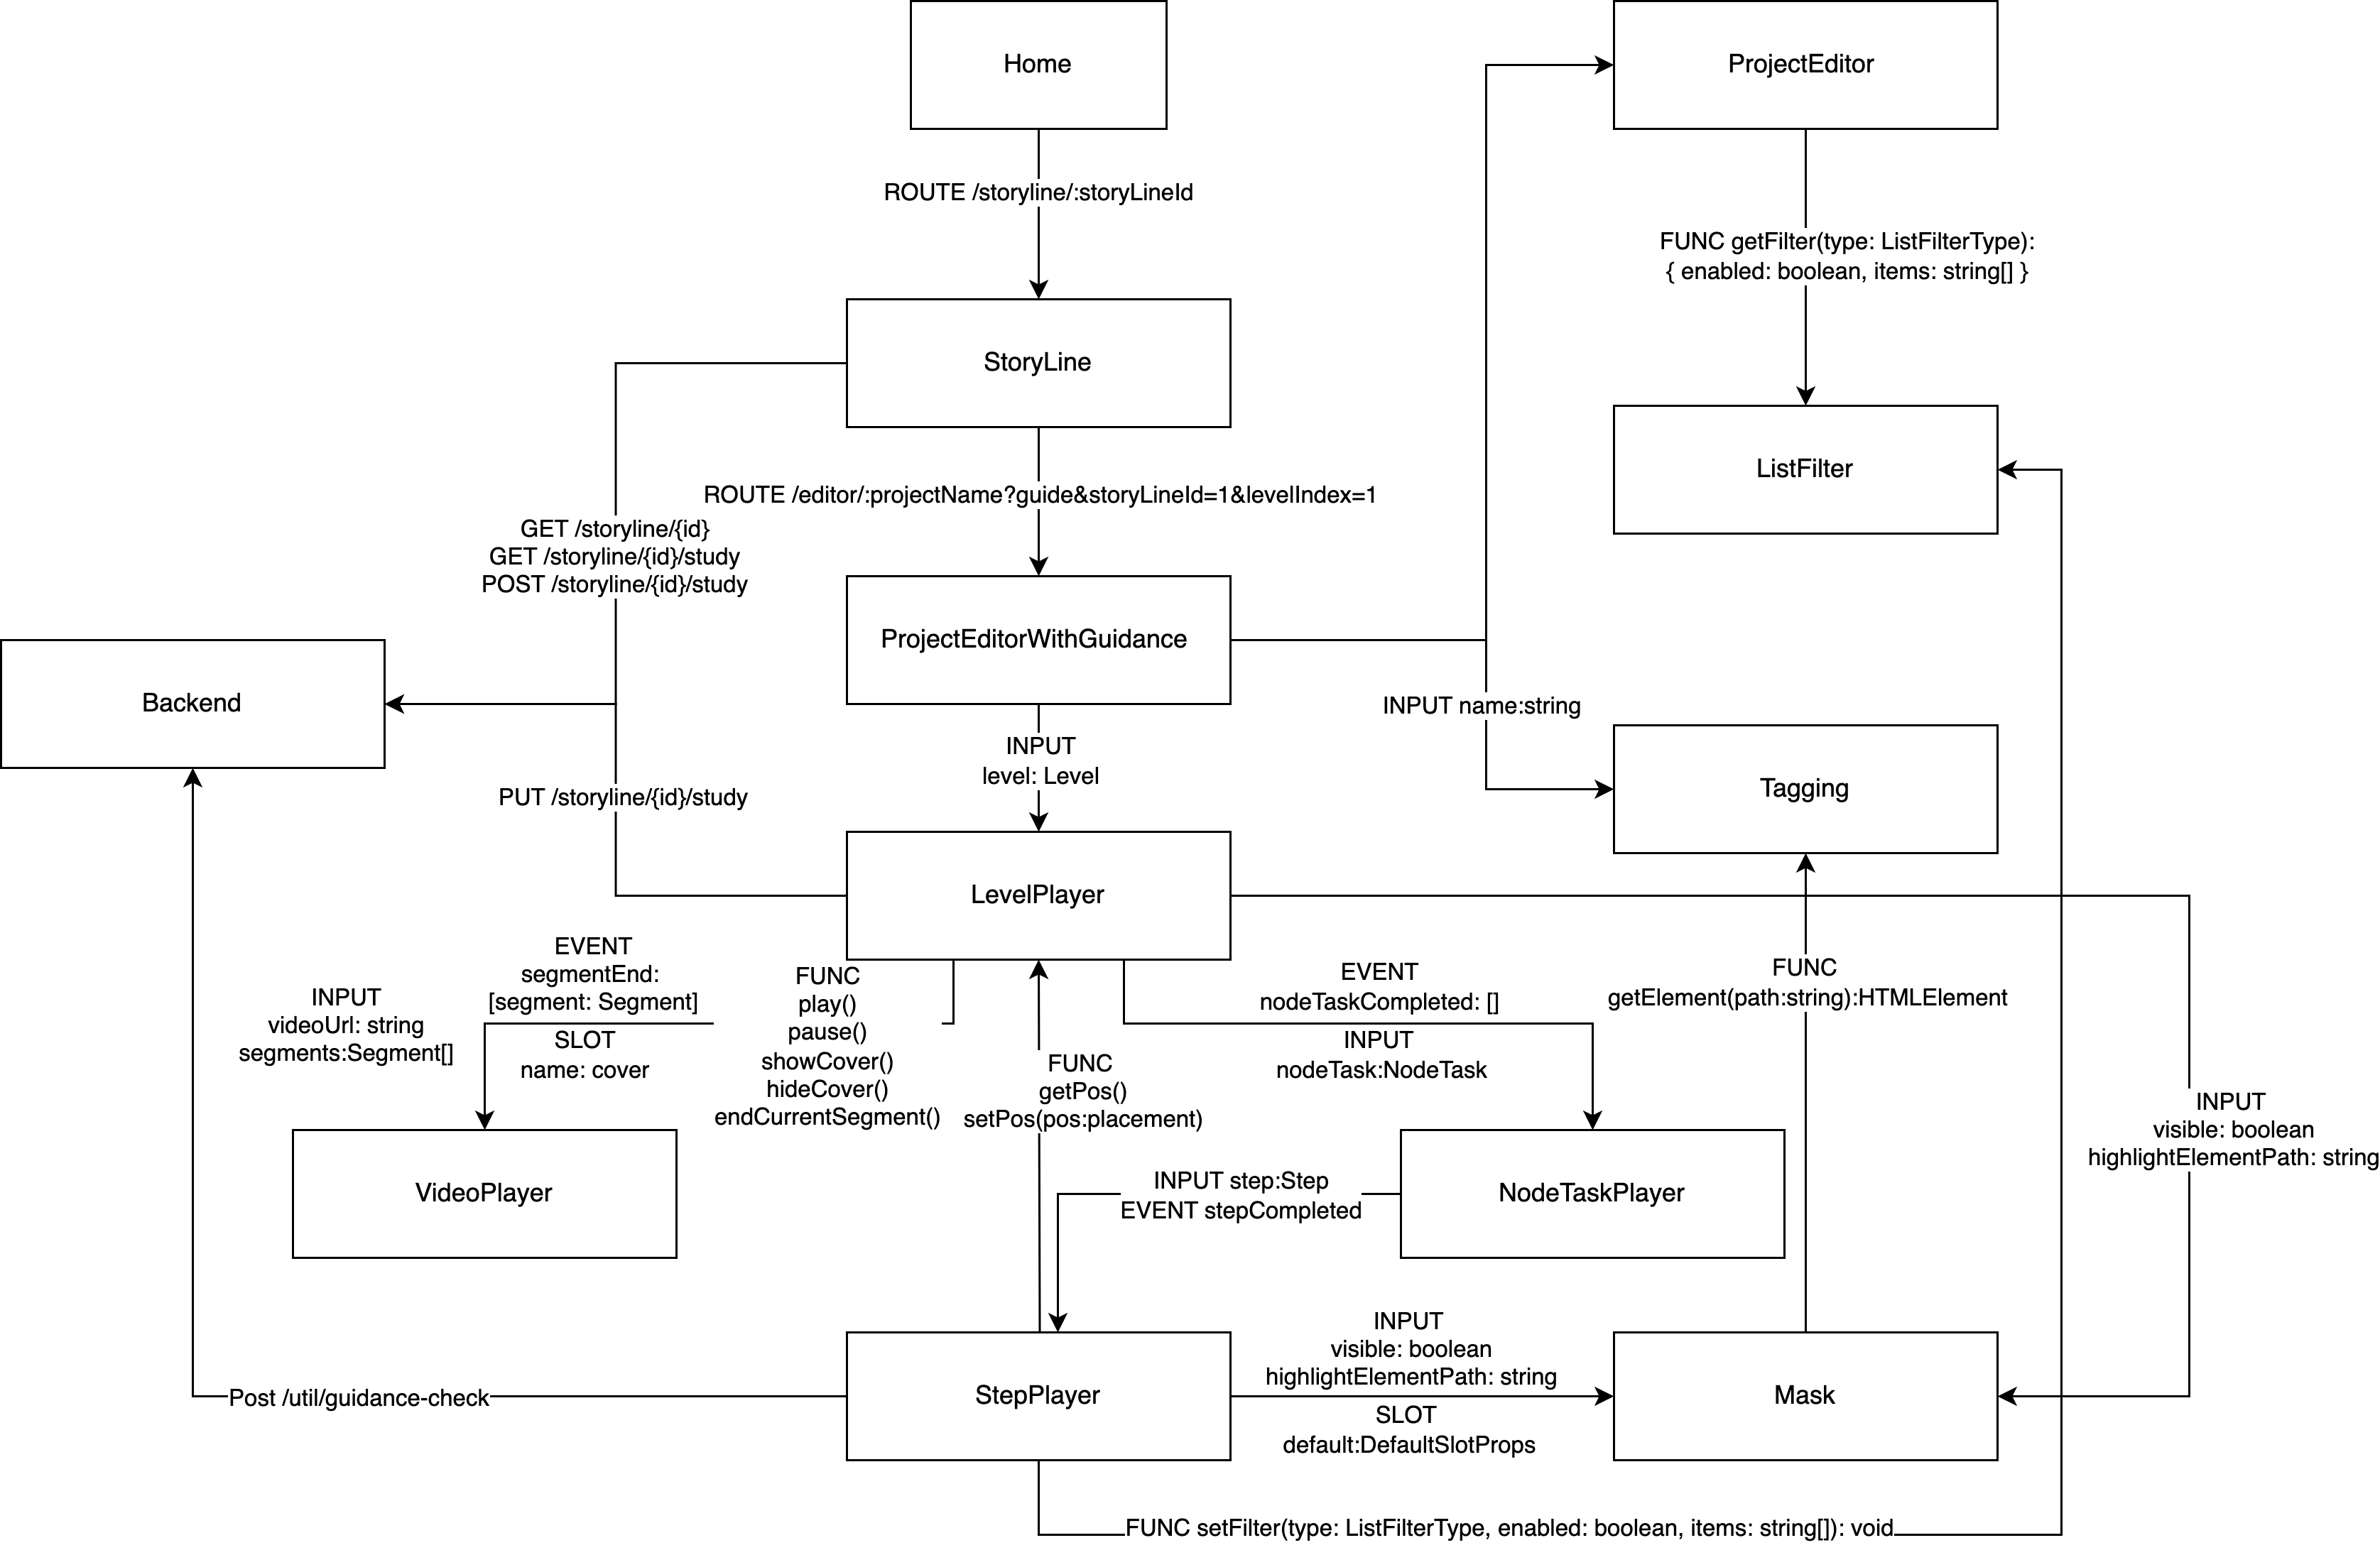 Home
ProjectEditor
ROUTE /storyline/:storyLineId
FUNC getFilter(type: ListFilterType):
{ enabled: boolean, items: string[] }
StoryLine
ListFilter
ROUTE /editor/:projectName?guide&storyLineId=1&levelIndex=1
GET /storyline/{id}
GET /storyline/{id}/study
POST /storyline/{id}/study
ProjectEditorWithGuidance
Backend
INPUT name:string
INPUT
level: Level
Tagging
PUT /storyline/{id}/study
LevelPlayer
EVENT
segmentEnd:
[segment: Segment]
INPUT
videoUrl: string
segments:Segment[]
SLOT
name: cover
FUNC
play()
pause()
showCover()
hideCover()
endCurrentSegment()
FUNC
getPos()
setPos(pos:placement)
EVENT
nodeTaskCompleted: []
INPUT
nodeTask:NodeTask
FUNC
getElement(path:string):HTMLElement
INPUT
visible: boolean
highlightElementPath: string
VideoPlayer
INPUT step:Step
EVENT stepCompleted
NodeTaskPlayer
INPUT
visible: boolean
highlightElementPath: string
Post /util/guidance-check
StepPlayer
Mask
SLOT
default:DefaultSlotProps
FUNC setFilter(type: ListFilterType, enabled: boolean, items: string[]): void